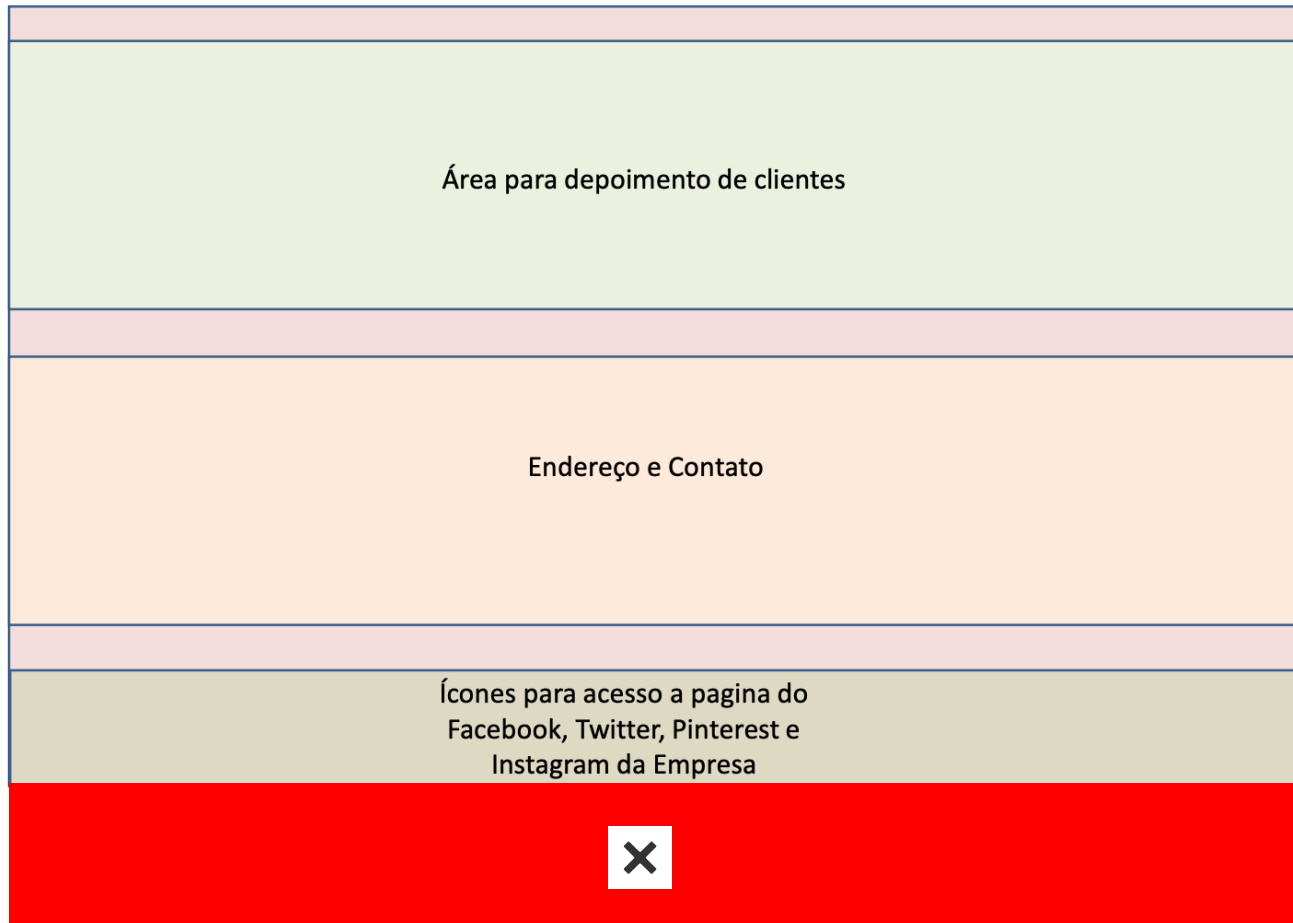 Área para depoimento de clientes
Endereço e Contato
Ícones para acesso a pagina do
Facebook, Twitter, Pinterest e
Instagram da Empresa